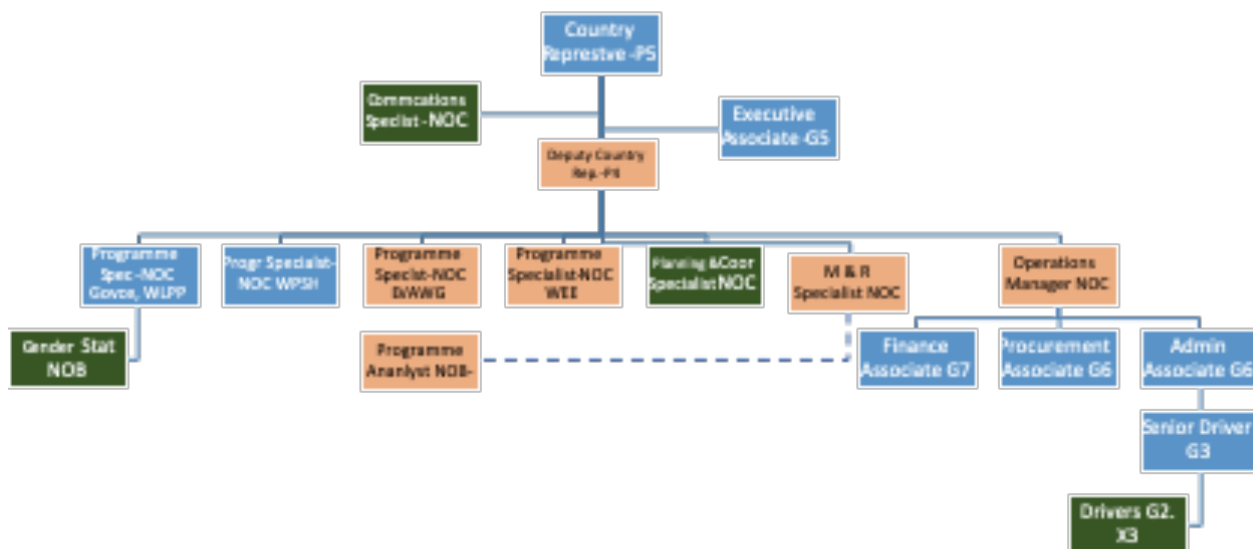 Country
Represtve -P5
Commcations
Speclist -NOC
Executive
Associate-G5
Deputy Country
Rep.-P4
Programme
Spec -NOC
Govce, WLPP
Progr Specialist-
NOC WPSH
Programme
Speclst-NOC
EVAWG
Programme
Specialist-NOC
WEE
Planning &Coor
Specialist NOC
M & R
Specialist NOC
Operations
Manager NOC
Gender Stat
NOB
Programme
Ananlyst NOB-
Finance
Associate G7
Procurement
Associate G6
Admin
Associate G6
Senior Driver
G3
Drivers G2.
X3